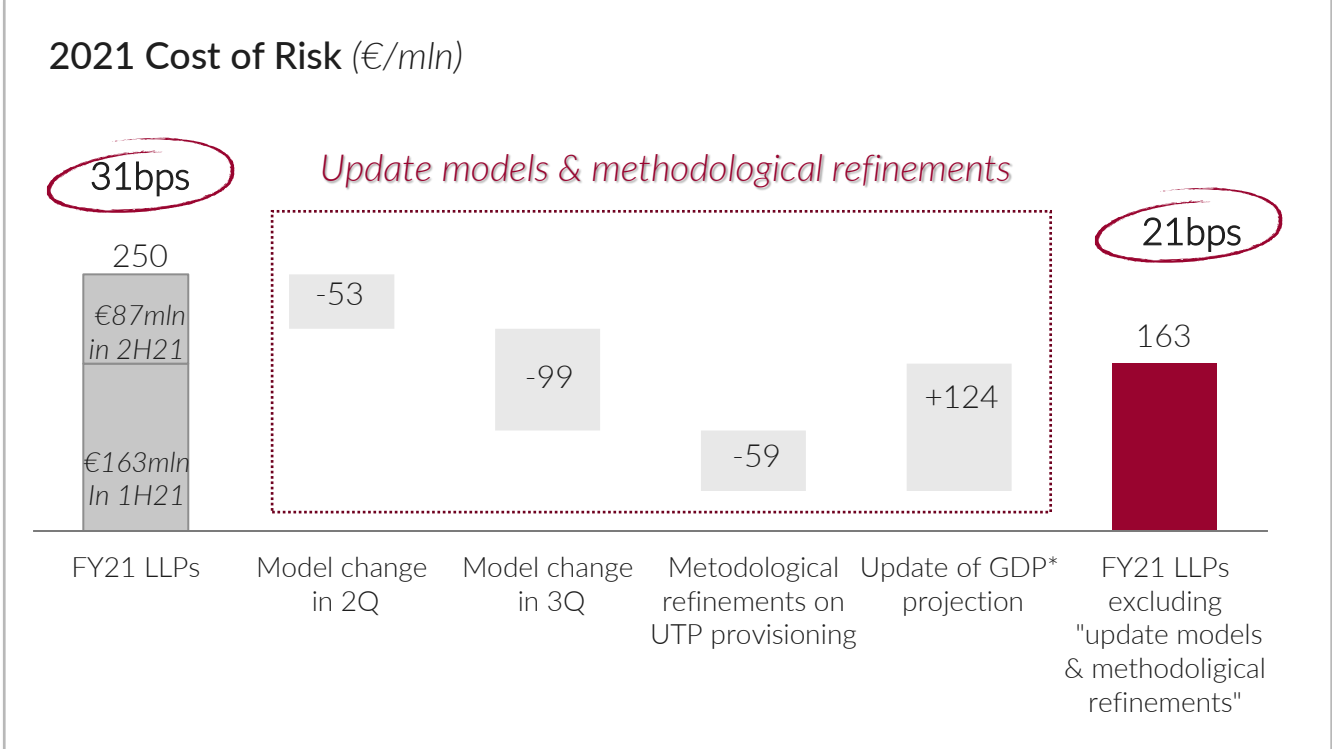 2021 Cost of Risk (€/mln)
31bps
Update models & methodological refinements
21bps
250
€87mln
in 2H21
€163mln
In 1H21
-53
-99
-59
+124
163
FY21 LLPs
Model change
in 2Q
Model change
in 3Q
Metodological
refinements on
UTP provisioning
Update of GDP*
projection
FY21 LLPs
excluding
"update models
& methodoligical
refinements"